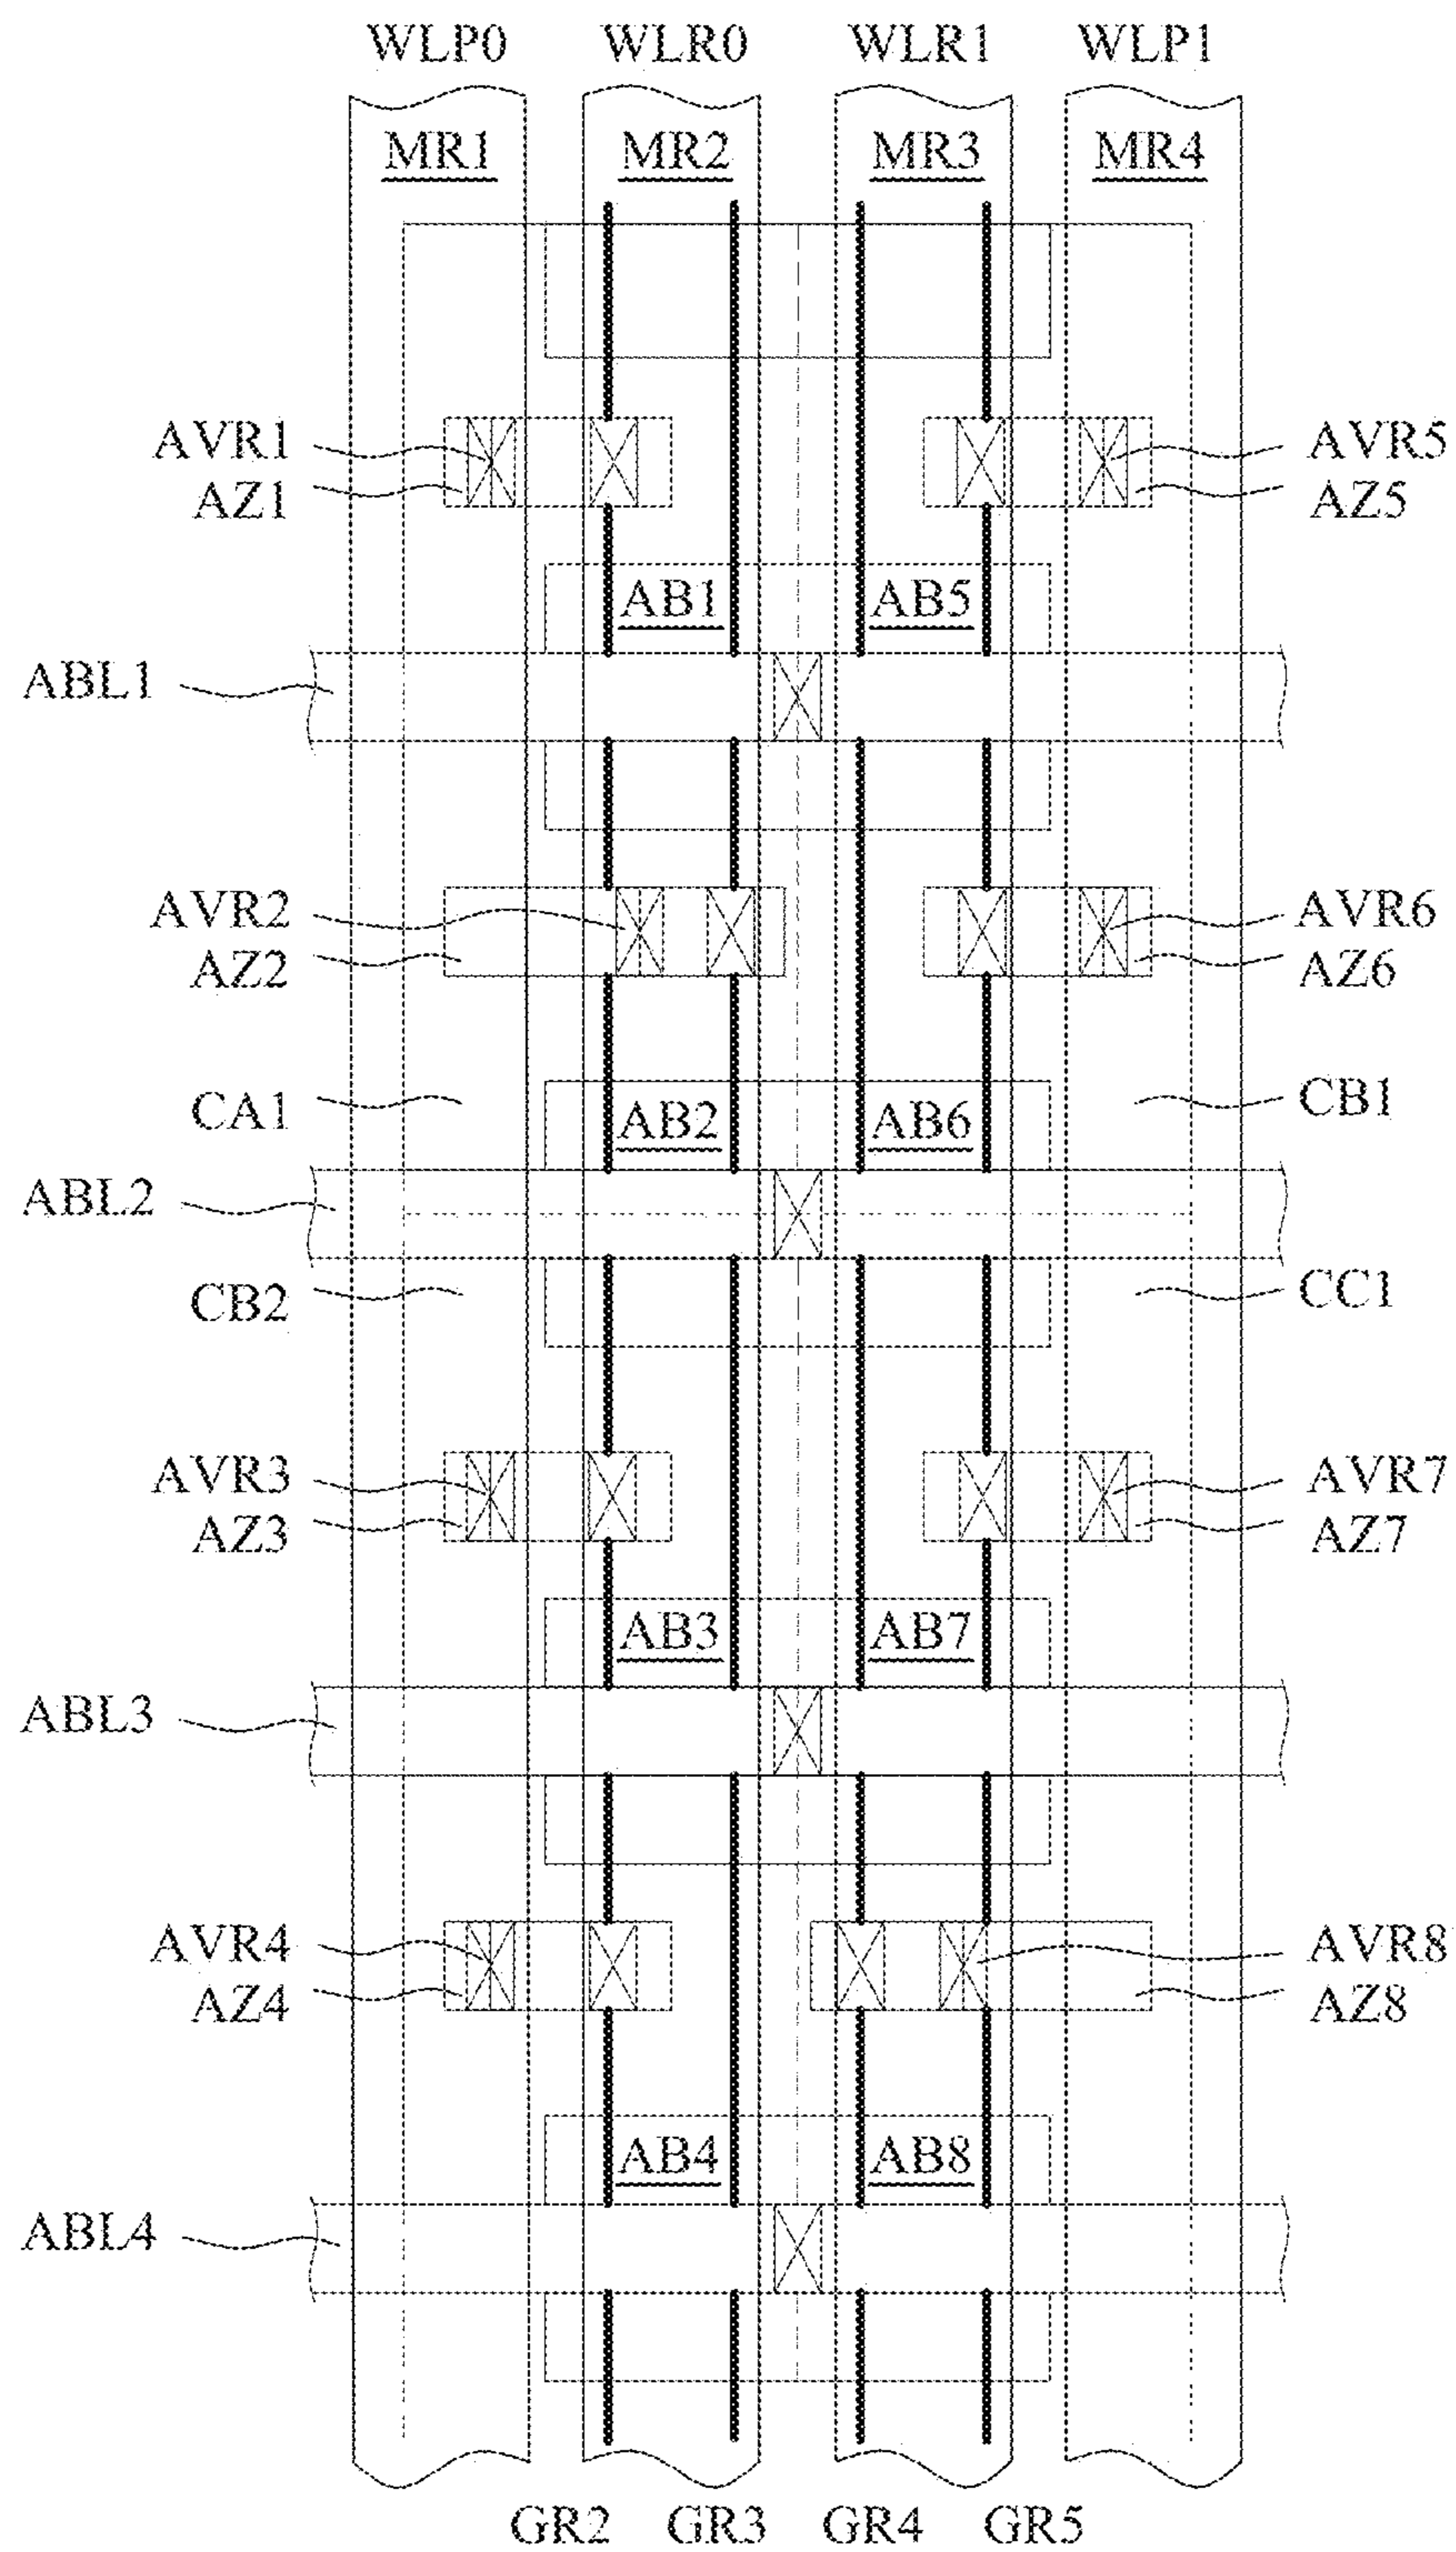 WLP0 WLR0 WLR1 WLP1
MR1 MR2 MR3 MR4
AVR1 AVR5
AZ1 AZ5
AB1 AB5
ABL1
AVR2 AVR6
AZ2 AZ6
CA1 AB2 AB6 CB1
ABL2
CB2 CC1
AVR3 AVR7
AZ3 AZ7
AB3 AB7
ABL3
AVR4 AVR8
AZ4 AZ8
AB4 AB8
ABL4
GR2 GR3 GR4 GR5